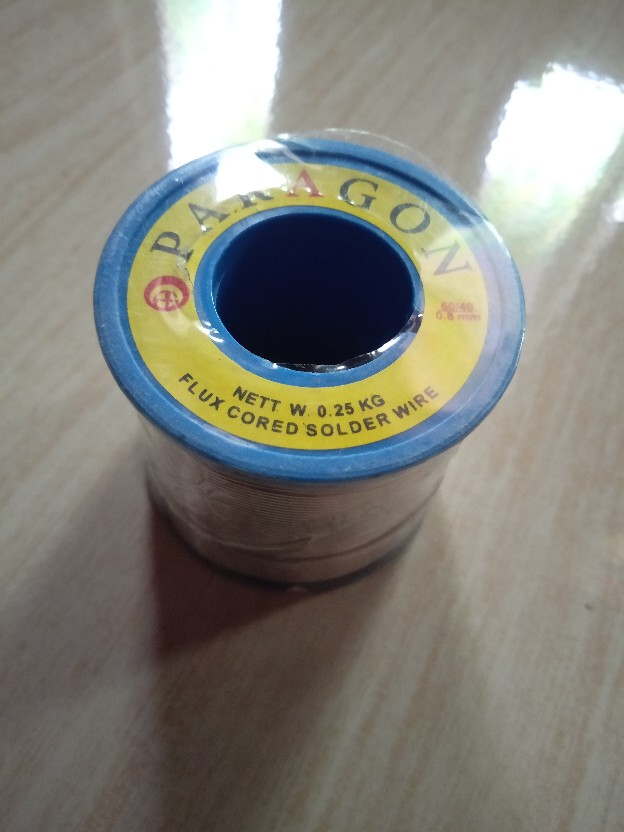 PARAGON
60/40
0.8 mm
NETT. W. 0.25 KG
FLUX CORED SOLDER WIRE